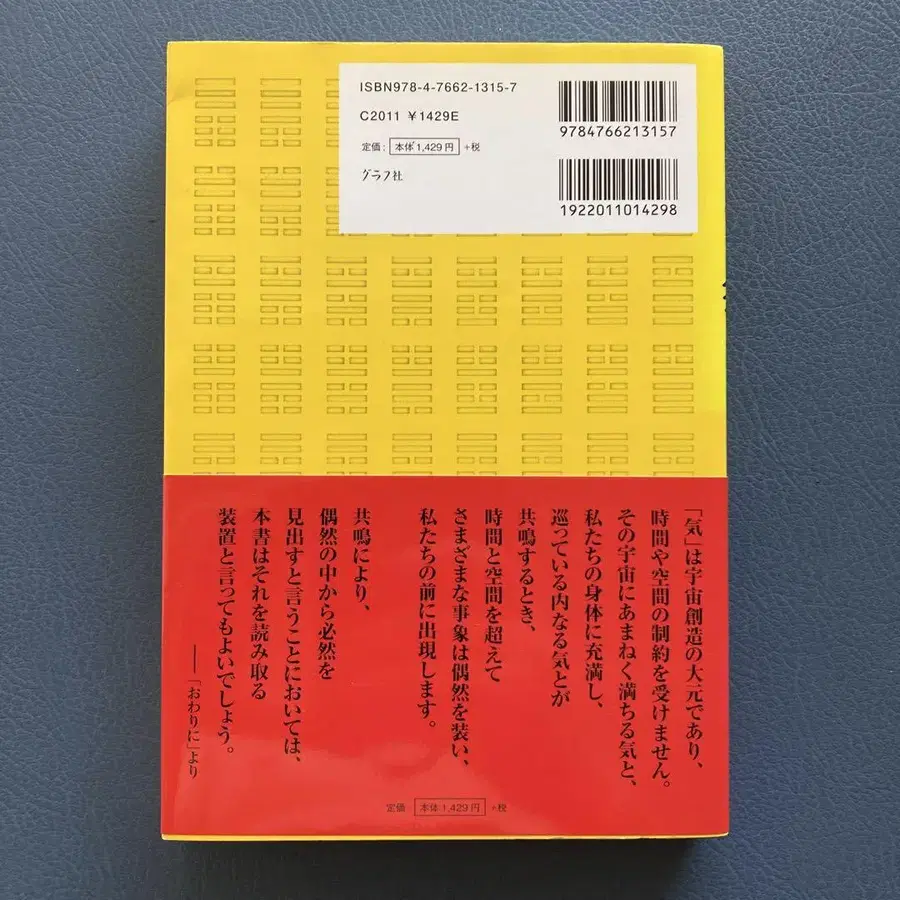 ISBN978-4-7662-1315-7
C2011 ¥1429E
定価: 本体1,429円 +税
グラフ社
9784766213157
1922011014298
「気」は宇宙創造の大元であり、
時間や空間の制約を受けません。
その宇宙にあまねく満ちる気と、
私たちの身体に充満し、
巡っている内なる気とが
共鳴するとき、
時間と空間を超えて
さまざまな事象は偶然を装い、
私たちの前に出現します。
共鳴により、
偶然の中から必然を
見出すと言うことにおいては、
本書はそれを読み取る
装置と言ってもよいでしょう。
――「おわりに」より
定価 本体1,429円 +税